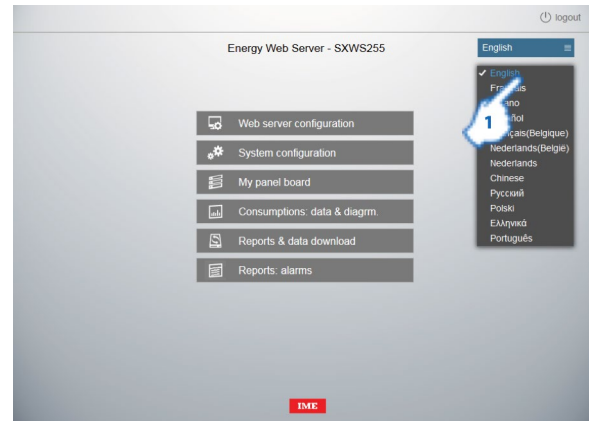 logout
Energy Web Server - SXWS255
English
English
Nederlands(België)
Nederlands
Chinese
Русский
Polski
Ελληνικά
Português
1
Web server configuration
System configuration
My panel board
Consumptions: data & diagrm.
Reports & data download
Reports: alarms
IME